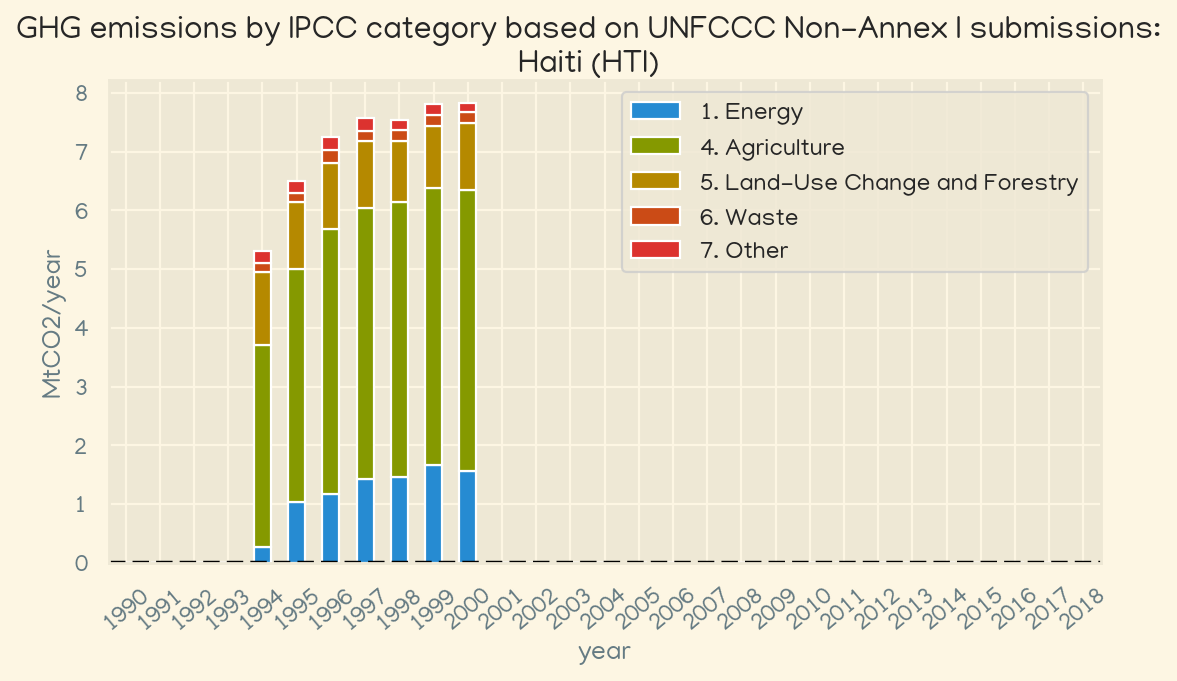 GHG emissions by IPCC category based on UNFCCC Non-Annex I submissions:
Haiti (HTI)
8
7
6
5
4
3
2
1
0
MtCO2/year
1. Energy
4. Agriculture
5. Land-Use Change and Forestry
6. Waste
7. Other
1990 1991 1992 1993 1994 1995 1996 1997 1998 1999 2000 2001 2002 2003 2004 2005 2006 2007 2008 2009 2010 2011 2012 2013 2014 2015 2016 2017 2018
year